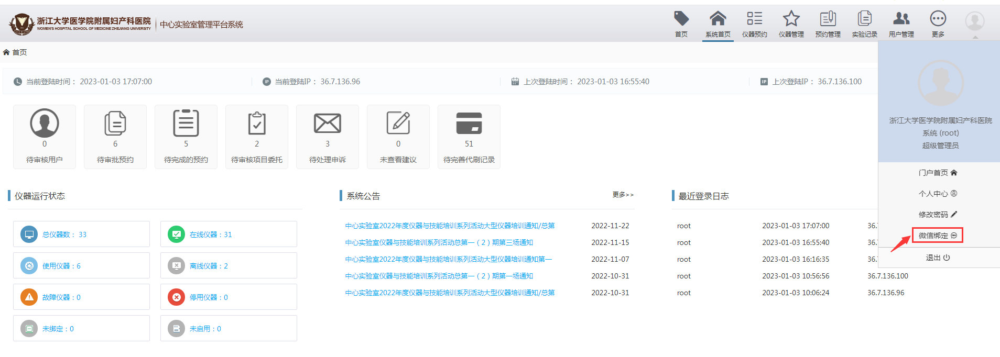 浙江大学医学院附属妇产科医院
WOMEN'S HOSPITAL SCHOOL OF MEDICINE ZHEJIANG UNIVERSITY
中心实验室管理平台系统
首页
系统首页
仪器预约
仪器管理
预约管理
实验记录
用户管理
更多
首页
当前登陆时间： 2023-01-03 17:07:00
IP 当前登陆IP： 36.7.136.96
上次登陆时间： 2023-01-03 16:55:40
IP 上次登陆IP： 36.7.136.100
浙江大学医学院附属妇产科医院
系统 (root)
超级管理员
门户首页
个人中心
修改密码
微信绑定
退出
0
待审核用户
6
待审批预约
5
待完成的预约
2
待审核项目委托
3
待处理申诉
0
未查看建议
51
待完善代刷记录
仪器运行状态
总仪器数： 33
在线仪器：31
使用仪器：6
离线仪器：2
故障仪器：0
停用仪器：0
未绑定：0
未启用：0
系统公告
更多>>
中心实验室2022年度仪器与技能培训系列活动大型仪器培训通知/总第 2022-11-22
中心实验室仪器与技能培训系列活动总第一（2）期第三场通知 2022-11-15
中心实验室2022年度仪器与技能培训系列活动大型仪器培训通知第一 2022-11-07
中心实验室仪器与技能培训系列活动总第一（2）期第一场通知 2022-10-31
中心实验室2022年度仪器与技能培训系列活动大型仪器培训通知/总第 2022-10-31
最近登录日志
root 2023-01-03 17:07:00 36.
root 2023-01-03 16:55:40 36.
root 2023-01-03 16:16:35 36.
root 2023-01-03 10:56:56 36.7.136.100
root 2023-01-03 10:06:24 36.7.136.96